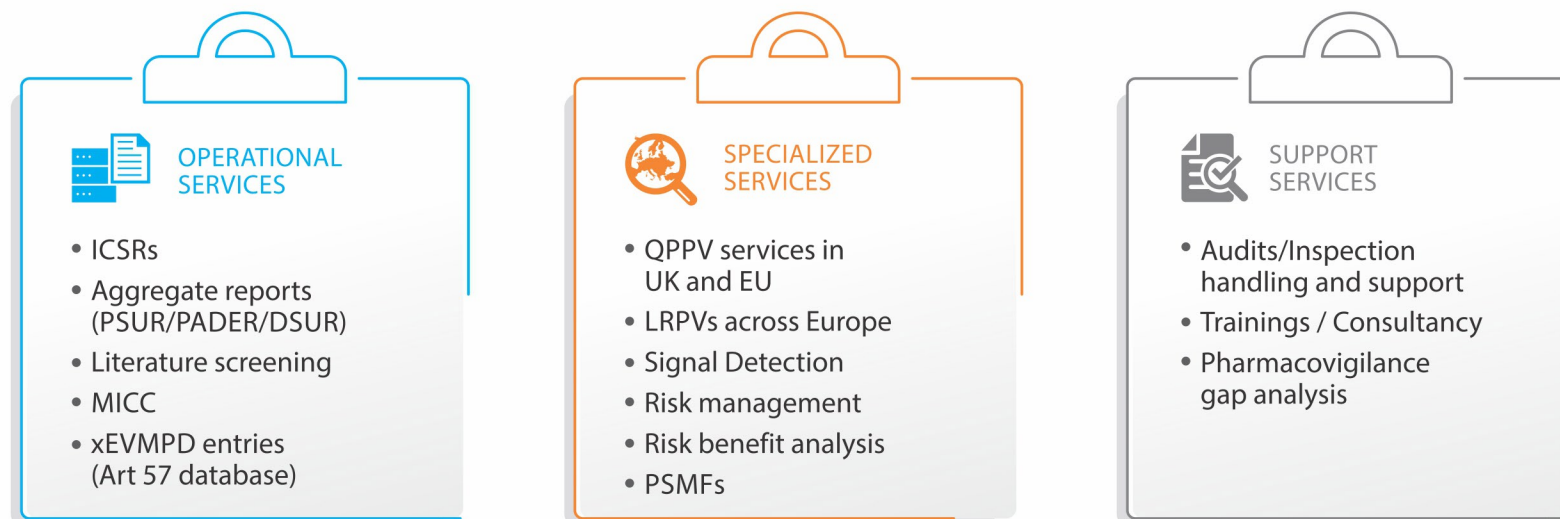 OPERATIONAL
SERVICES
• ICSRs
• Aggregate reports
(PSUR/PADER/DSUR)
• Literature screening
• MICC
• xEVMPD entries
(Art 57 database)
SPECIALIZED
SERVICES
• QPPV services in
UK and EU
• LRPVs across Europe
• Signal Detection
• Risk management
• Risk benefit analysis
• PSMFs
SUPPORT
SERVICES
• Audits/Inspection
handling and support
• Trainings / Consultancy
• Pharmacovigilance
gap analysis